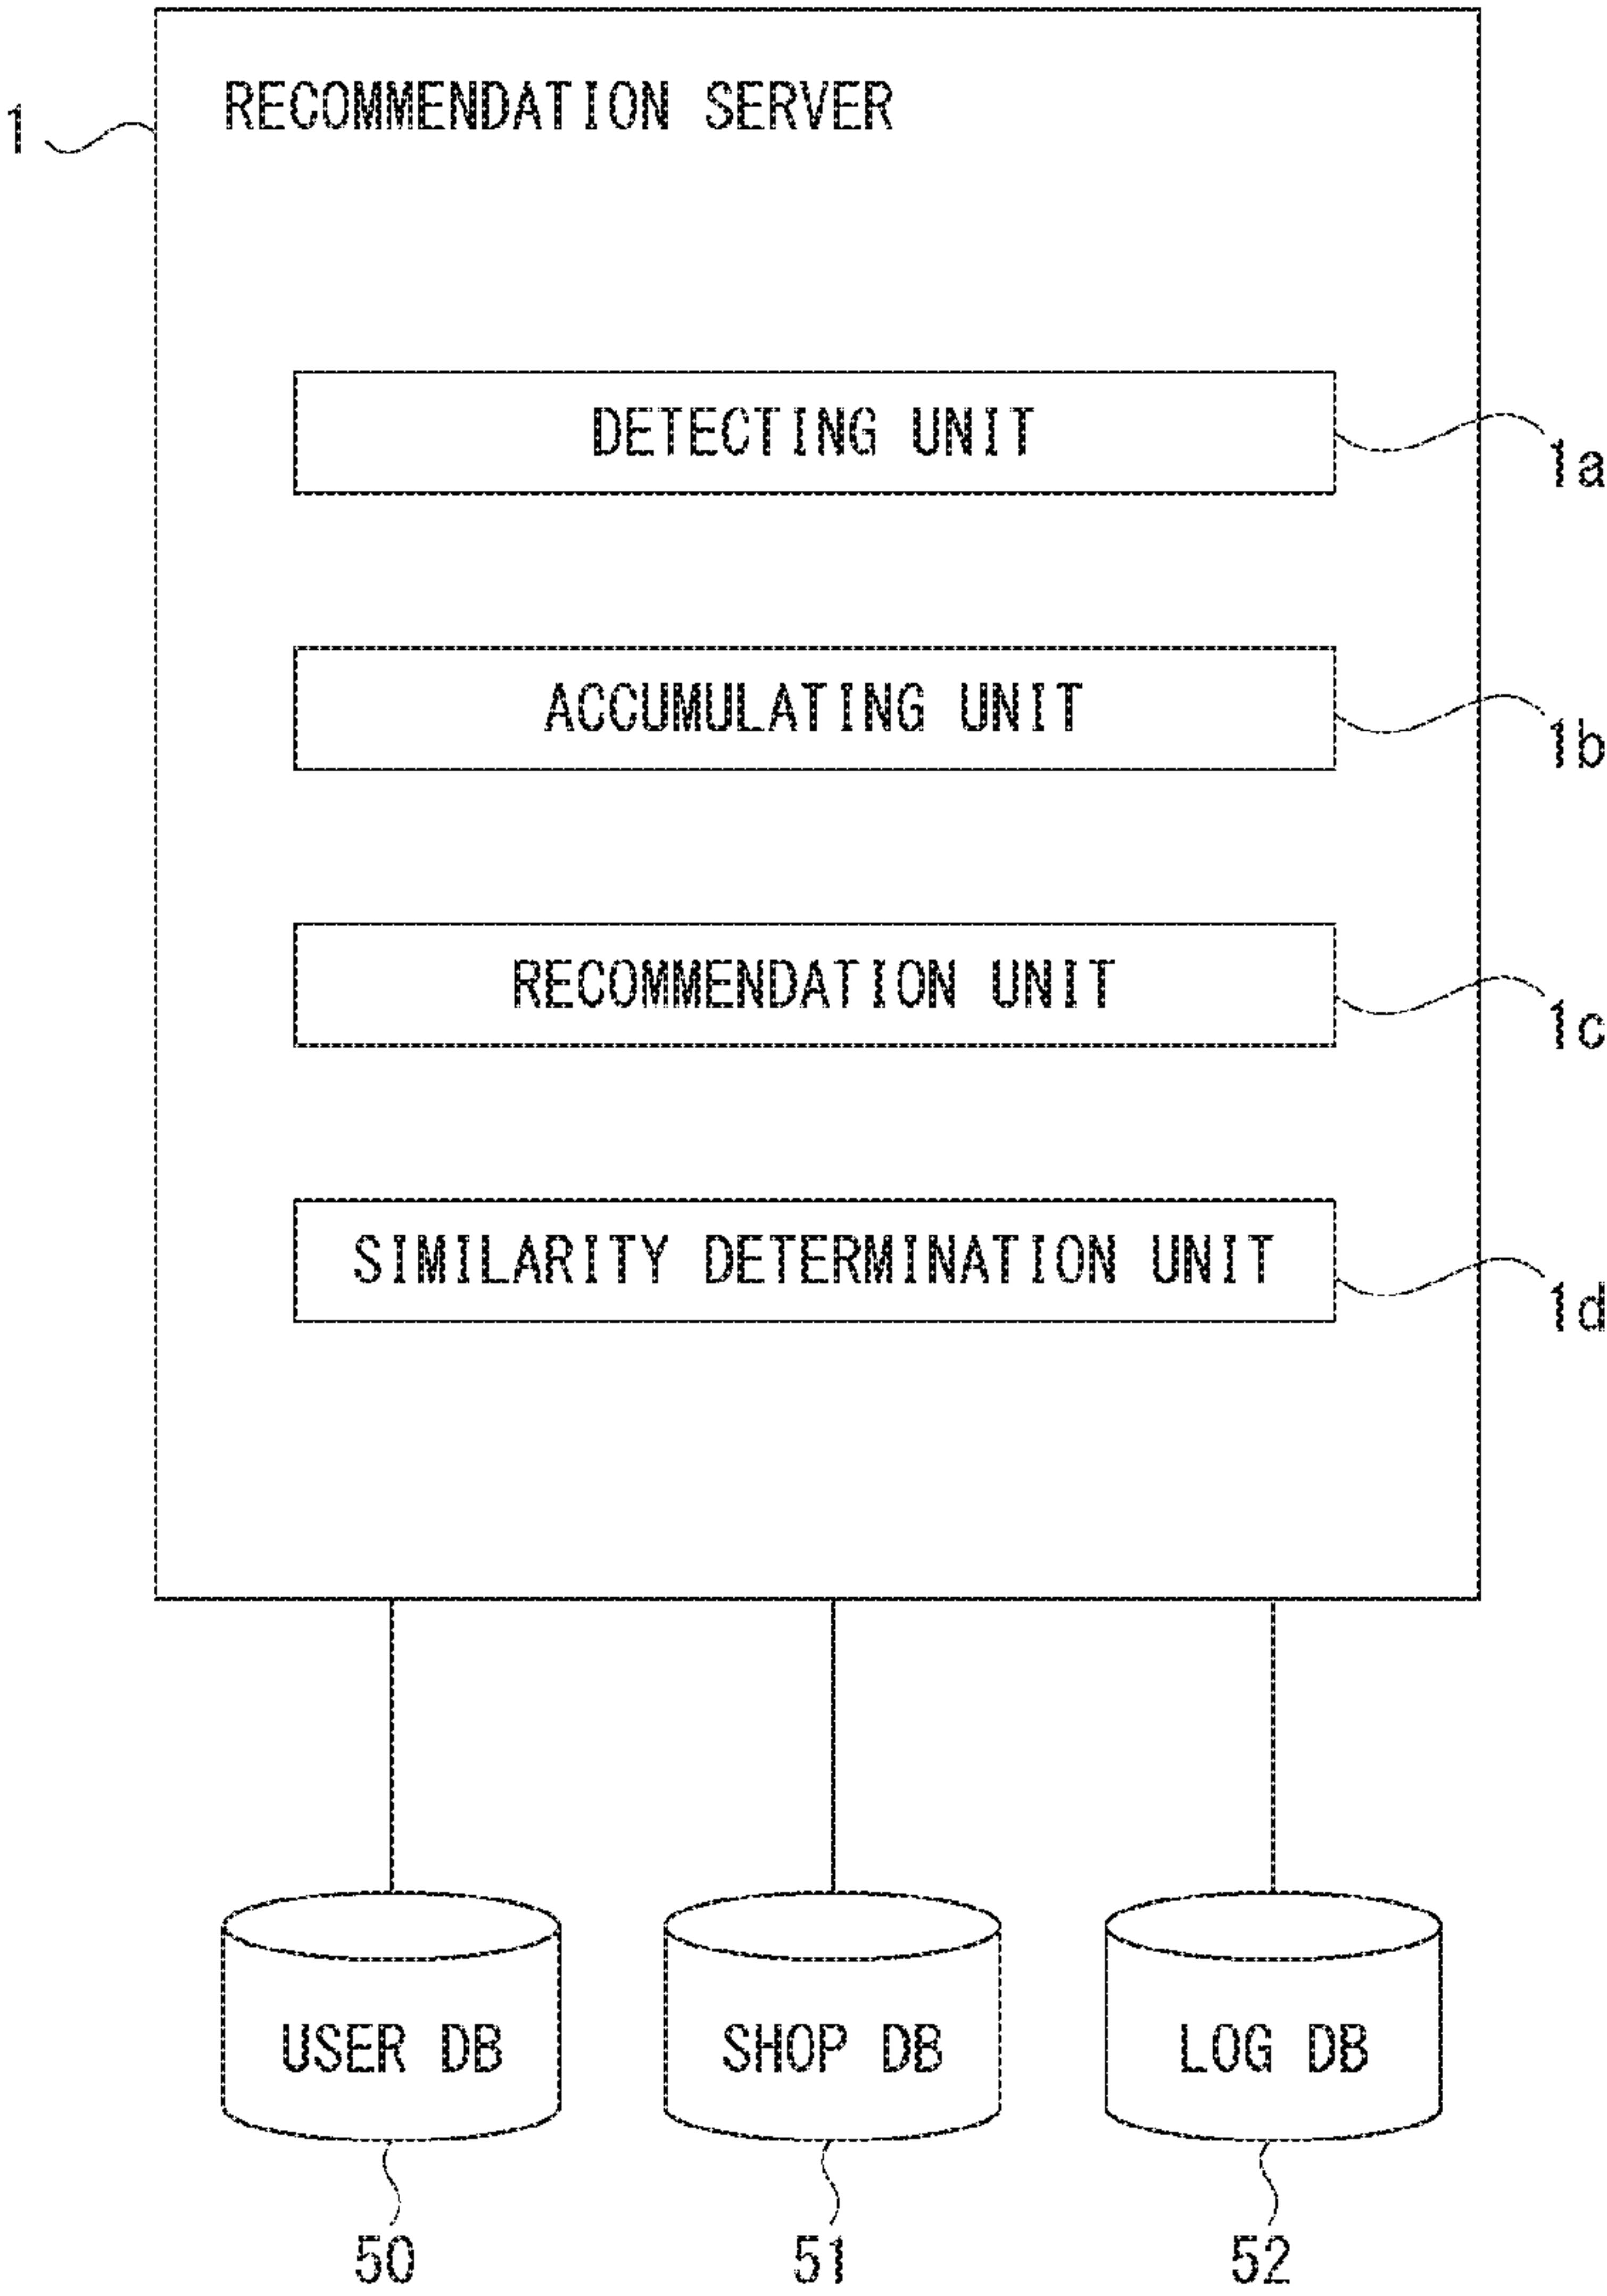 1
RECOMMENDATION SERVER
DETECTING UNIT
1a
ACCUMULATING UNIT
1b
RECOMMENDATION UNIT
1c
SIMILARITY DETERMINATION UNIT
1d
USER DB
SHOP DB
LOG DB
50
51
52